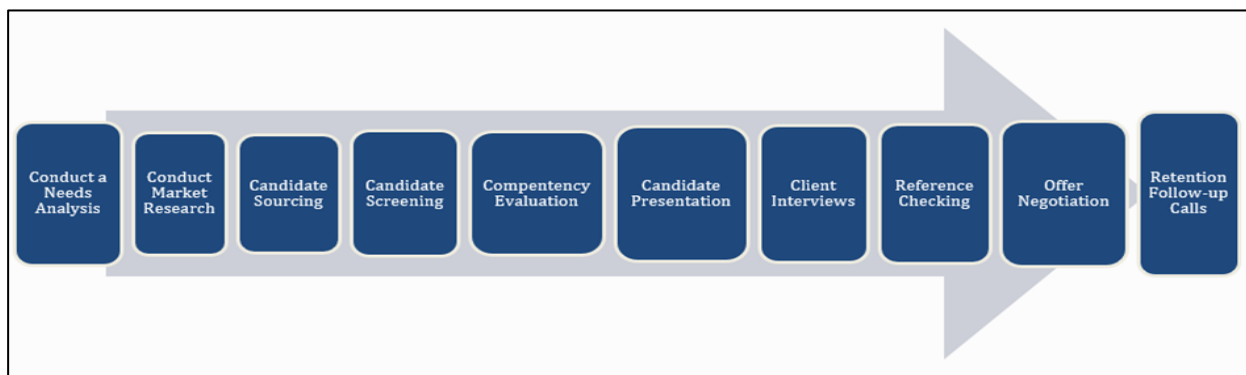 Conduct a
Needs
Analysis
Conduct
Market
Research
Candidate
Sourcing
Candidate
Screening
Compentency
Evaluation
Candidate
Presentation
Client
Interviews
Reference
Checking
Offer
Negotiation
Retention
Follow-up
Calls